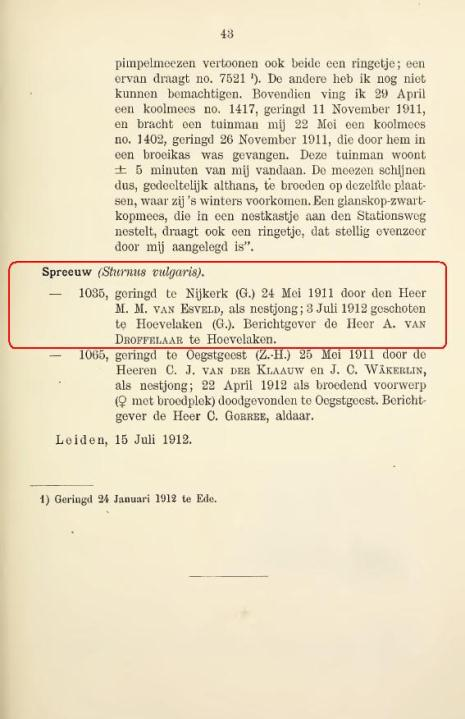 43
pimpelmeezen vertoonen ook beide een ringetje; een
ervan draagt no. 7521 ¹). De andere heb ik nog niet
kunnen bemachtigen. Bovendien ving ik 29 April
een koolmees no. 1417, geringd 11 November 1911,
en bracht een tuinman mij 22 Mei een koolmees
no. 1402, geringd 26 November 1911, die door hem in
een broeikas was gevangen. Deze tuinman woont
± 5 minuten van mij vandaan. De meezen schijnen
dus, gedeeltelijk althans, te broeden op dezelfde plaat-
sen, waar zij 's winters voorkomen. Een glanskop-zwart-
kopmees, die in een nestkastje aan den Stationsweg
nestelt, draagt ook een ringetje, dat stellig evenzeer
door mij aangelegd is”.
Spreeuw (Sturnus vulgaris).
— 1035, geringd te Nijkerk (G.) 24 Mei 1911 door den Heer
M. M. VAN ESVELD, als nestjong; 3 Juli 1912 geschoten
te Hoevelaken (G.). Berichtgever de Heer A. VAN
DROFFELAAR te Hoevelaken.
— 1065, geringd te Oegstgeest (Z.-H.) 25 Mei 1911 door de
Heeren C. J. VAN DER KLAAUW en J. C. WÄKERLIN,
als nestjong; 22 April 1912 als broedend voorwerp
(♀ met broedplek) doodgevonden te Oegstgeest. Bericht-
gever de Heer C. GORREE, aldaar.
Leiden, 15 Juli 1912.
1) Geringd 24 Januari 1912 te Ede.